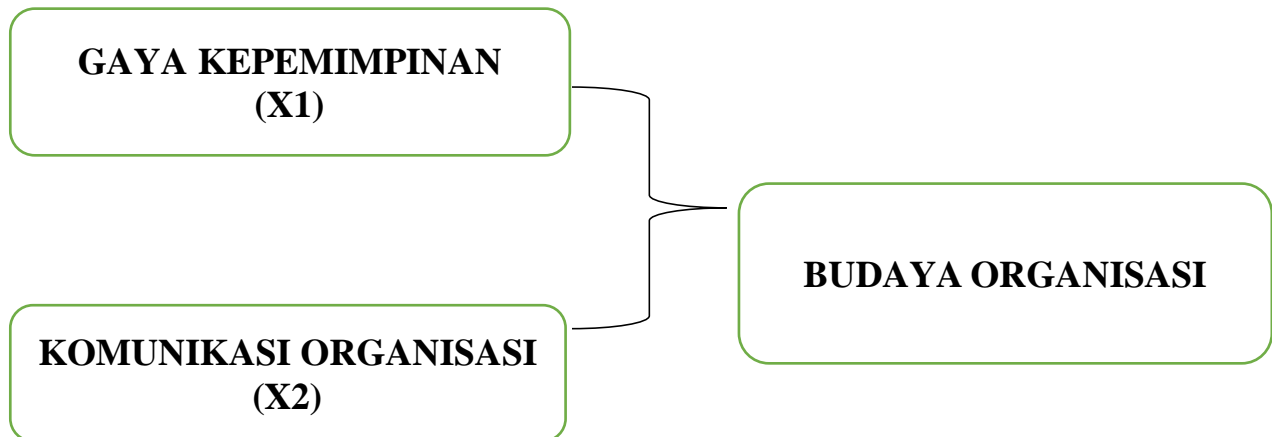 GAYA KEPEMIMPINAN
(X1)
BUDAYA ORGANISASI
KOMUNIKASI ORGANISASI
(X2)